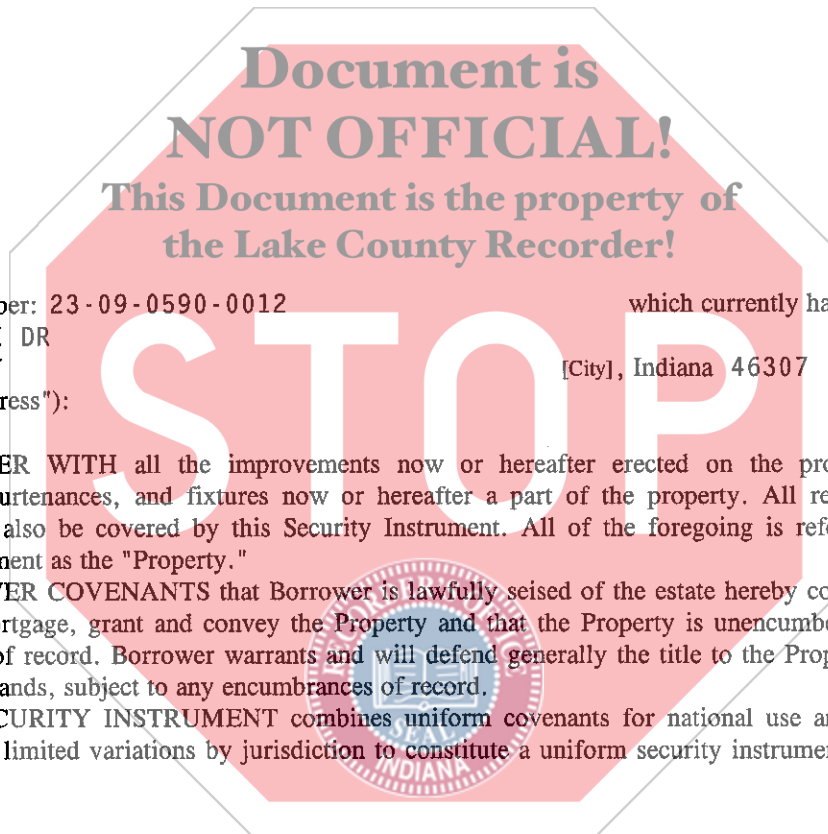 Document is
NOT OFFICIAL!
This Document is the property of
the Lake County Recorder!
ber: 23-09-0590-0012 which currently ha
DR
[City], Indiana 46307
ress"):
STOP
ER WITH all the improvements now or hereafter erected on the pro
urtenances, and fixtures now or hereafter a part of the property. All re
also be covered by this Security Instrument. All of the foregoing is refe
ment as the "Property."
ER COVENANTS that Borrower is lawfully seised of the estate hereby co
rtgage, grant and convey the Property and that the Property is unencumbe
of record. Borrower warrants and will defend generally the title to the Prop
ands, subject to any encumbrances of record.
CURITY INSTRUMENT combines uniform covenants for national use an
limited variations by jurisdiction to constitute a uniform security instrumen
RECORDER'S OFFICE
SEAL
INDIANA